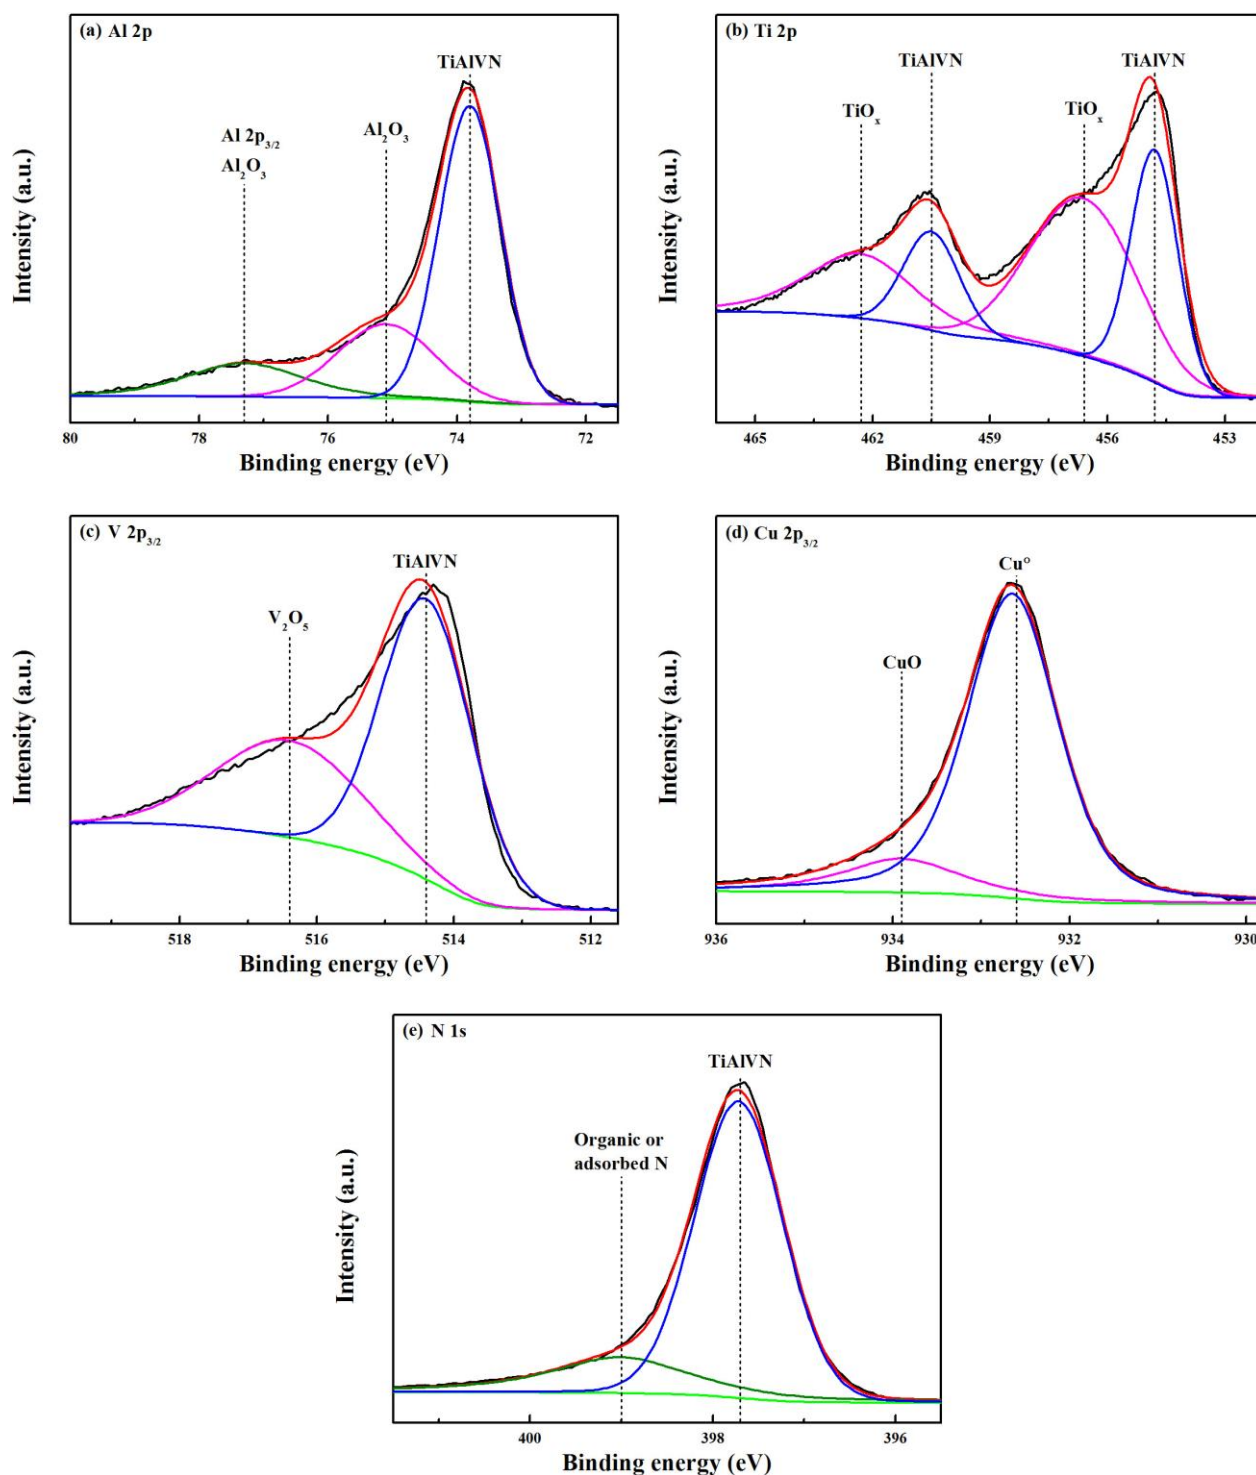 (a) Al 2p
TiAlVN
Al 2p3/2
Al2O3
Al2O3
Intensity (a.u.)
80 78 76 74 72
Binding energy (eV)
(b) Ti 2p
TiAlVN TiAlVN
TiOx TiOx
Intensity (a.u.)
465 462 459 456 453
Binding energy (eV)
(c) V 2p3/2
TiAlVN
V2O5
Intensity (a.u.)
518 516 514 512
Binding energy (eV)
(d) Cu 2p3/2
Cu°
CuO
Intensity (a.u.)
936 934 932 930
Binding energy (eV)
(e) N 1s
TiAlVN
Organic or
adsorbed N
Intensity (a.u.)
400 398 396
Binding energy (eV)